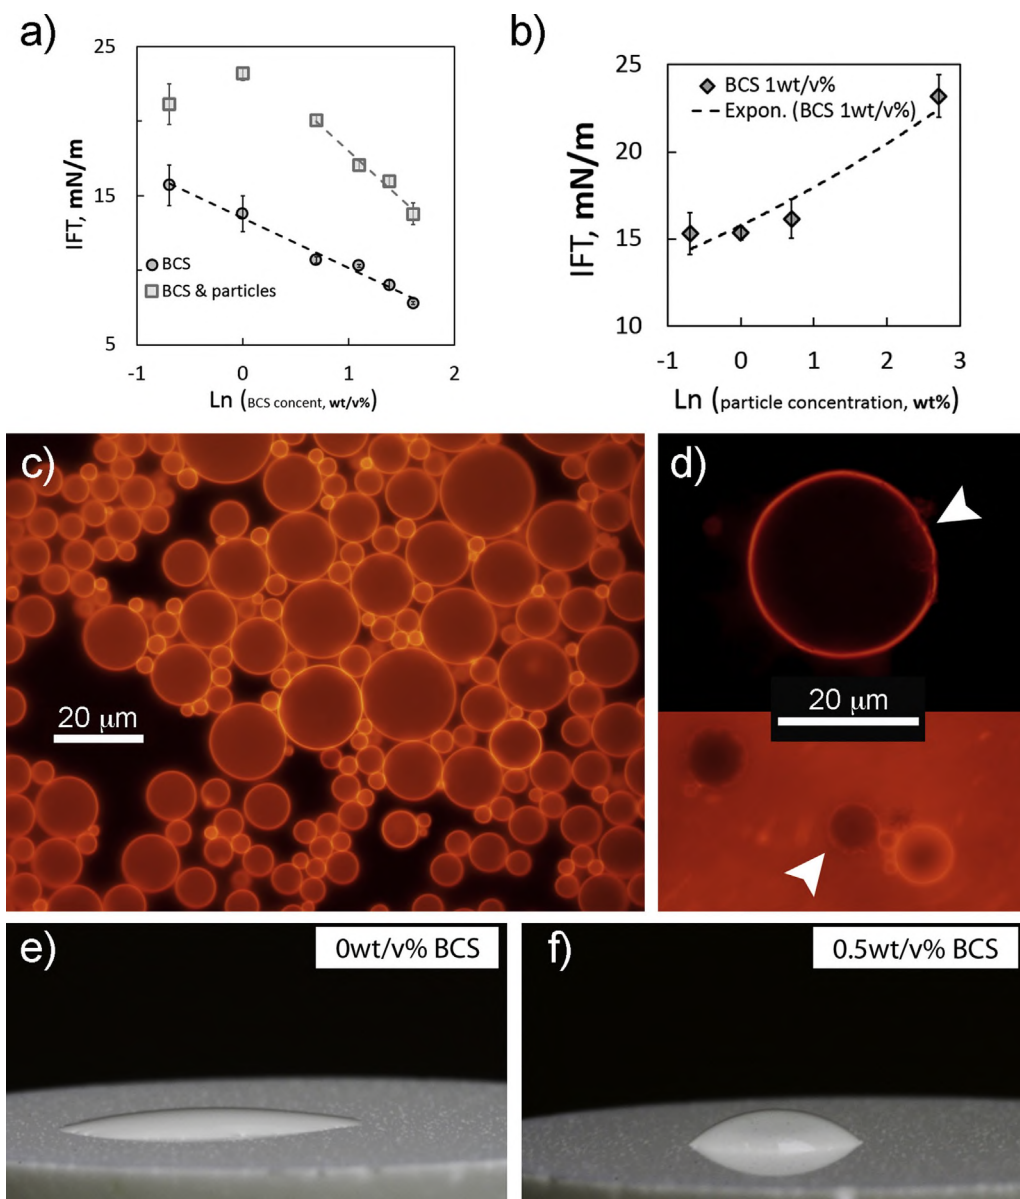 a)
25
15
5
IFT, mN/m
BCS
BCS & particles
-1
0
1
2
Ln (BCS concent, wt/v%)
b)
25
20
15
10
IFT, mN/m
BCS 1wt/v%
Expon. (BCS 1wt/v%)
-1
0
1
2
3
Ln (particle concentration, wt%)
c)
20 μm
d)
20 μm
e)
0wt/v% BCS
f)
0.5wt/v% BCS